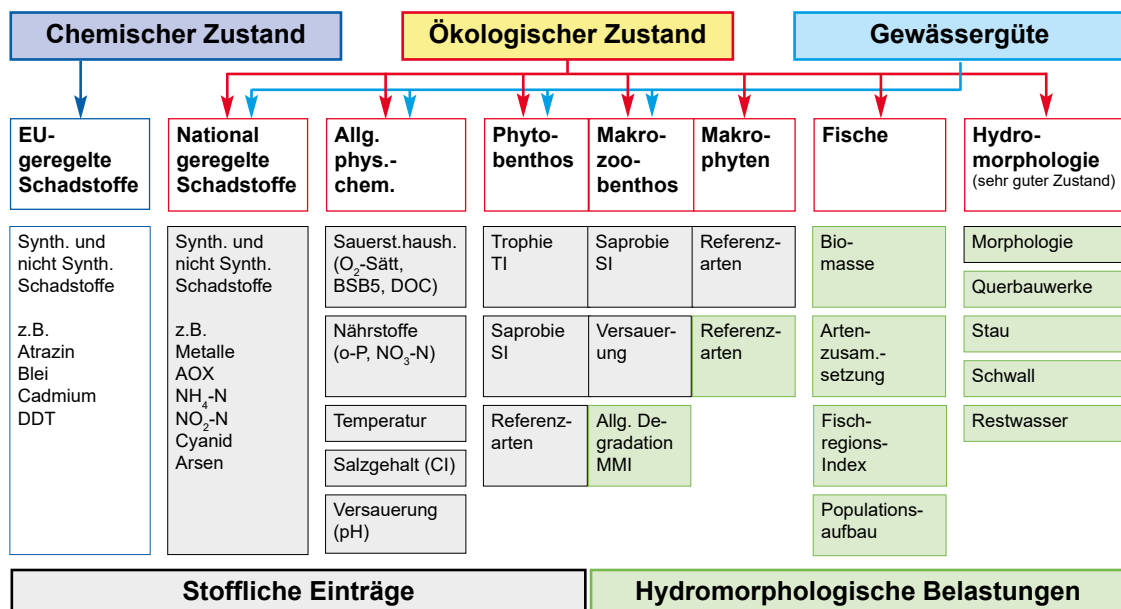 Chemischer Zustand
Ökologischer Zustand
Gewässergüte
EU-
geregelte
Schadstoffe
National
geregelte
Schadstoffe
Allg.
phys.-
chem.
Phyto-
benthos
Makro-
zoo-
benthos
Makro-
phyten
Fische
Hydro-
morphologie
(sehr guter Zustand)
Synth. und
nicht Synth.
Schadstoffe
z.B.
Atrazin
Blei
Cadmium
DDT
Synth. und
nicht Synth.
Schadstoffe
z.B.
Metalle
AOX
NH₄-N
NO₂-N
Cyanid
Arsen
Sauerst.haush.
(O₂-Sätt,
BSB5, DOC)
Nährstoffe
(o-P, NO₃-N)
Temperatur
Salzgehalt (Cl)
Versauerung
(pH)
Trophie
TI
Saprobie
SI
Referenz-
arten
Saprobie
SI
Versauer-
ung
Allg. De-
gradation
MMI
Referenz-
arten
Referenz-
arten
Bio-
masse
Arten-
zusam.-
setzung
Fisch-
regions-
Index
Populations-
aufbau
Morphologie
Querbauwerke
Stau
Schwall
Restwasser
Stoffliche Einträge
Hydromorphologische Belastungen